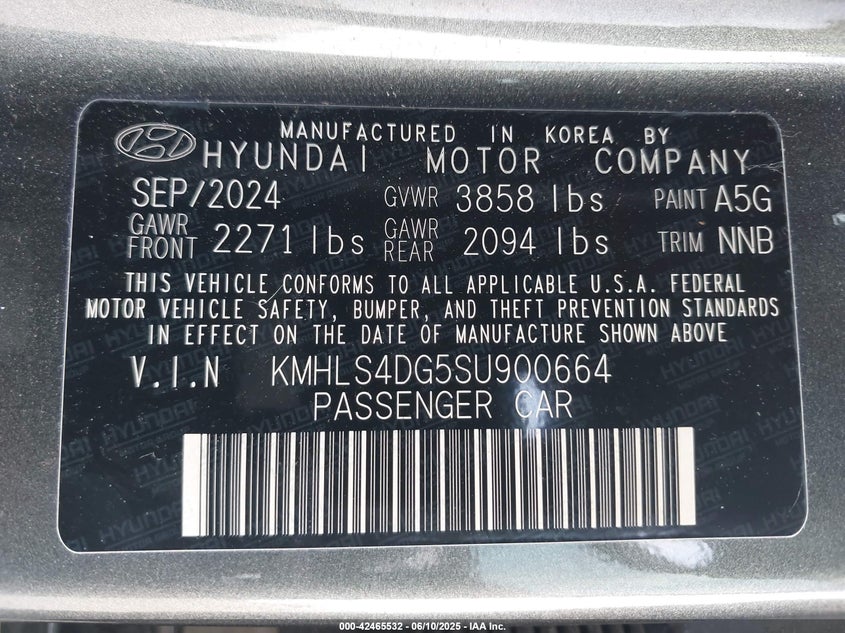 MANUFACTURED IN KOREA BY
HYUNDAI MOTOR COMPANY
SEP/2024 GVWR 3858 lbs PAINT A5G
GAWR FRONT 2271 lbs GAWR REAR 2094 lbs TRIM NNB
THIS VEHICLE CONFORMS TO ALL APPLICABLE U.S.A. FEDERAL
MOTOR VEHICLE SAFETY, BUMPER, AND THEFT PREVENTION STANDARDS
IN EFFECT ON THE DATE OF MANUFACTURE SHOWN ABOVE
V.I.N KMHLS4DG5SU900664
PASSENGER CAR
000-42465532 - 06/10/2025 - IAA Inc.